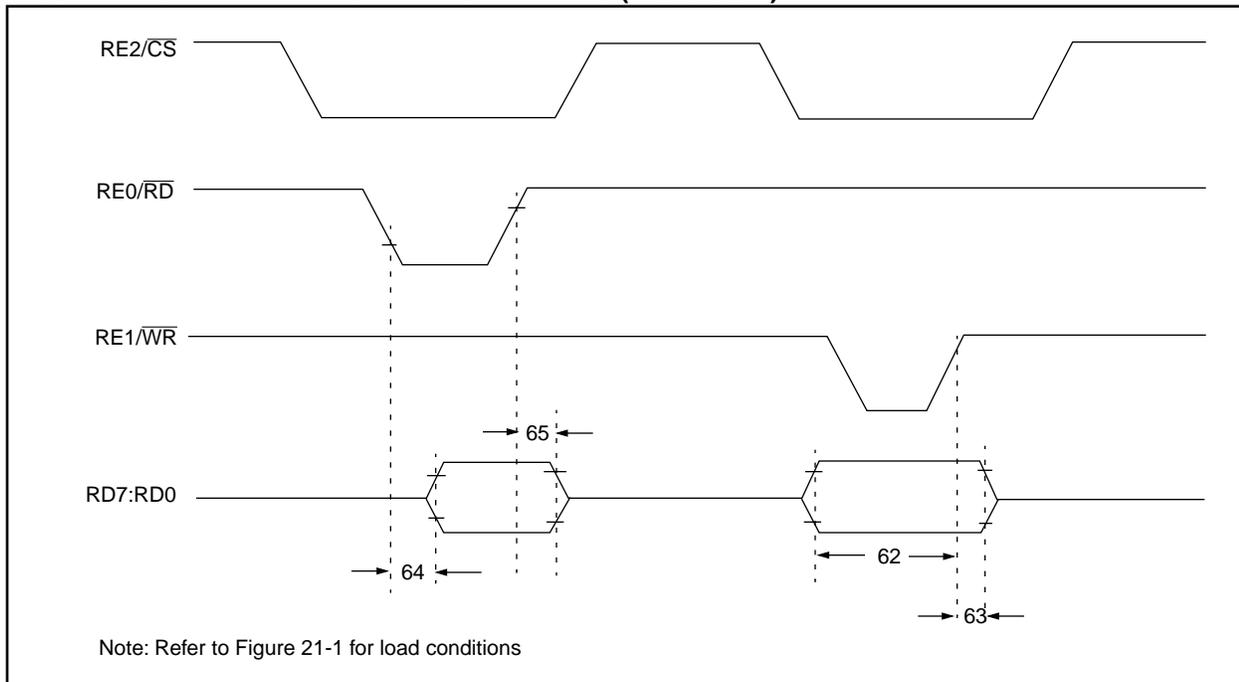 RE2/CS
RE0/RD
RE1/WR
65
RD7:RD0
62
64
63
Note: Refer to Figure 21-1 for load conditions